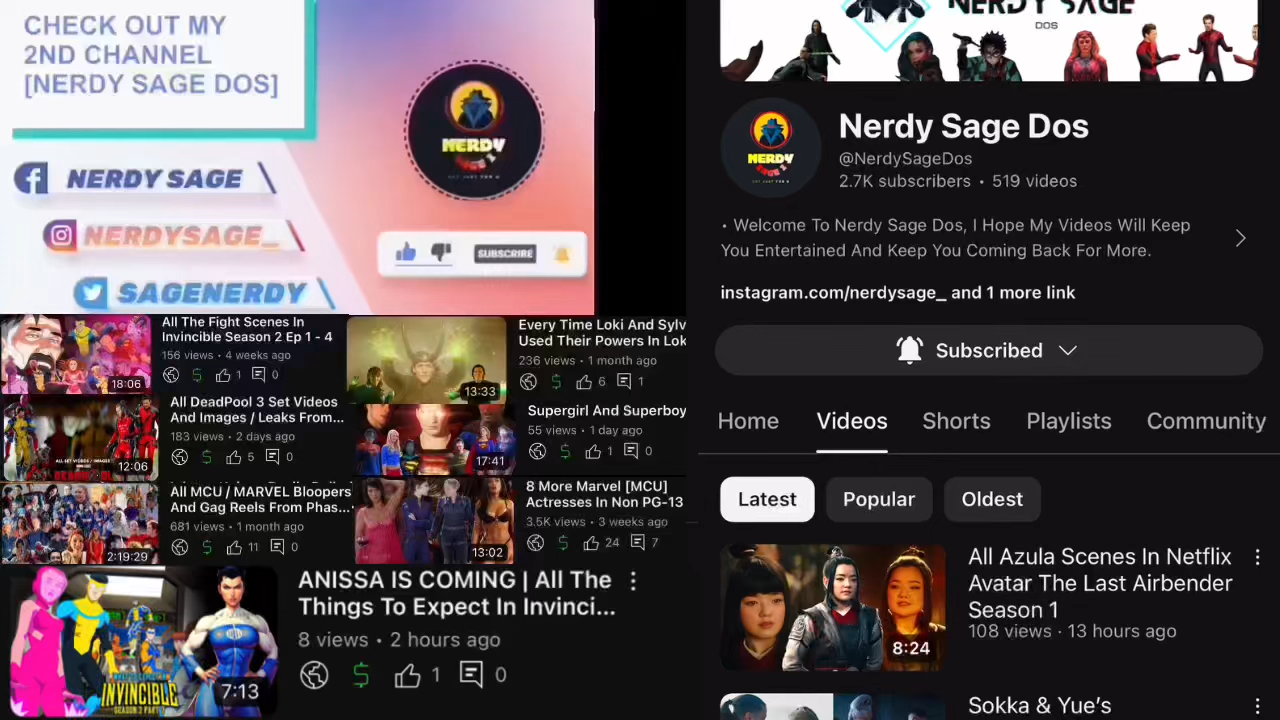 CHECK OUT MY
2ND CHANNEL
[NERDY SAGE DOS]
NERDY SAGE
NERDYSAGE_
SAGENERDY
NERDY
SUBSCRIBE
All The Fight Scenes In
Invincible Season 2 Ep 1 - 4
156 views • 4 weeks ago
1
0
18:06
Every Time Loki And Sylv
Used Their Powers In Lok
236 views • 1 month ago
6
1
13:33
All DeadPool 3 Set Videos
And Images / Leaks From...
183 views • 2 days ago
5
0
12:06
Supergirl And Superboy
55 views • 1 day ago
1
0
17:41
All MCU / MARVEL Bloopers
And Gag Reels From Phas...
681 views • 1 month ago
11
0
2:19:29
8 More Marvel [MCU]
Actresses In Non PG-13
3.5K views • 3 weeks ago
24
7
13:02
ANISSA IS COMING | All The
Things To Expect In Invinci...
8 views • 2 hours ago
1
0
INVINCIBLE
7:13
NERDY SAGE
DOS
NERDY
Nerdy Sage Dos
@NerdySageDos
2.7K subscribers • 519 videos
• Welcome To Nerdy Sage Dos, I Hope My Videos Will Keep
You Entertained And Keep You Coming Back For More.
instagram.com/nerdysage_ and 1 more link
Subscribed
Home Videos Shorts Playlists Community
Latest Popular Oldest
All Azula Scenes In Netflix
Avatar The Last Airbender
Season 1
108 views · 13 hours ago
8:24
Sokka & Yue’s